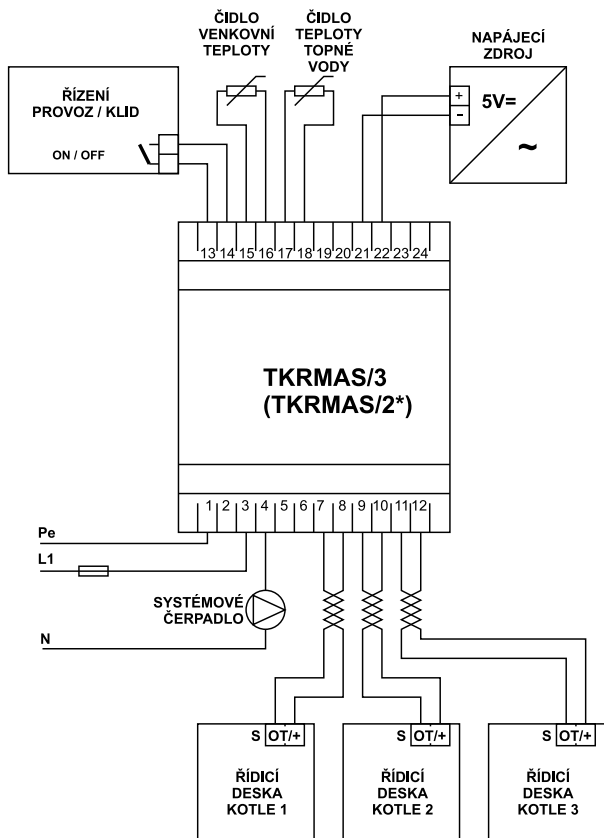 ČIDLO
VENKOVNÍ
TEPLOTY
ČIDLO
TEPLOTY
TOPNÉ
VODY
NAPÁJECÍ
ZDROJ
ŘÍZENÍ
PROVOZ / KLID
ON / OFF
+
−
5V=
~
13 14 15 16 17 18 19 20 21 22 23 24
TKRMAS/3
(TKRMAS/2*)
1 2 3 4 5 6 7 8 9 10 11 12
Pe
L1
SYSTÉMOVÉ
ČERPADLO
N
S OT/+
ŘÍDICÍ
DESKA
KOTLE 1
S OT/+
ŘÍDICÍ
DESKA
KOTLE 2
S OT/+
ŘÍDICÍ
DESKA
KOTLE 3